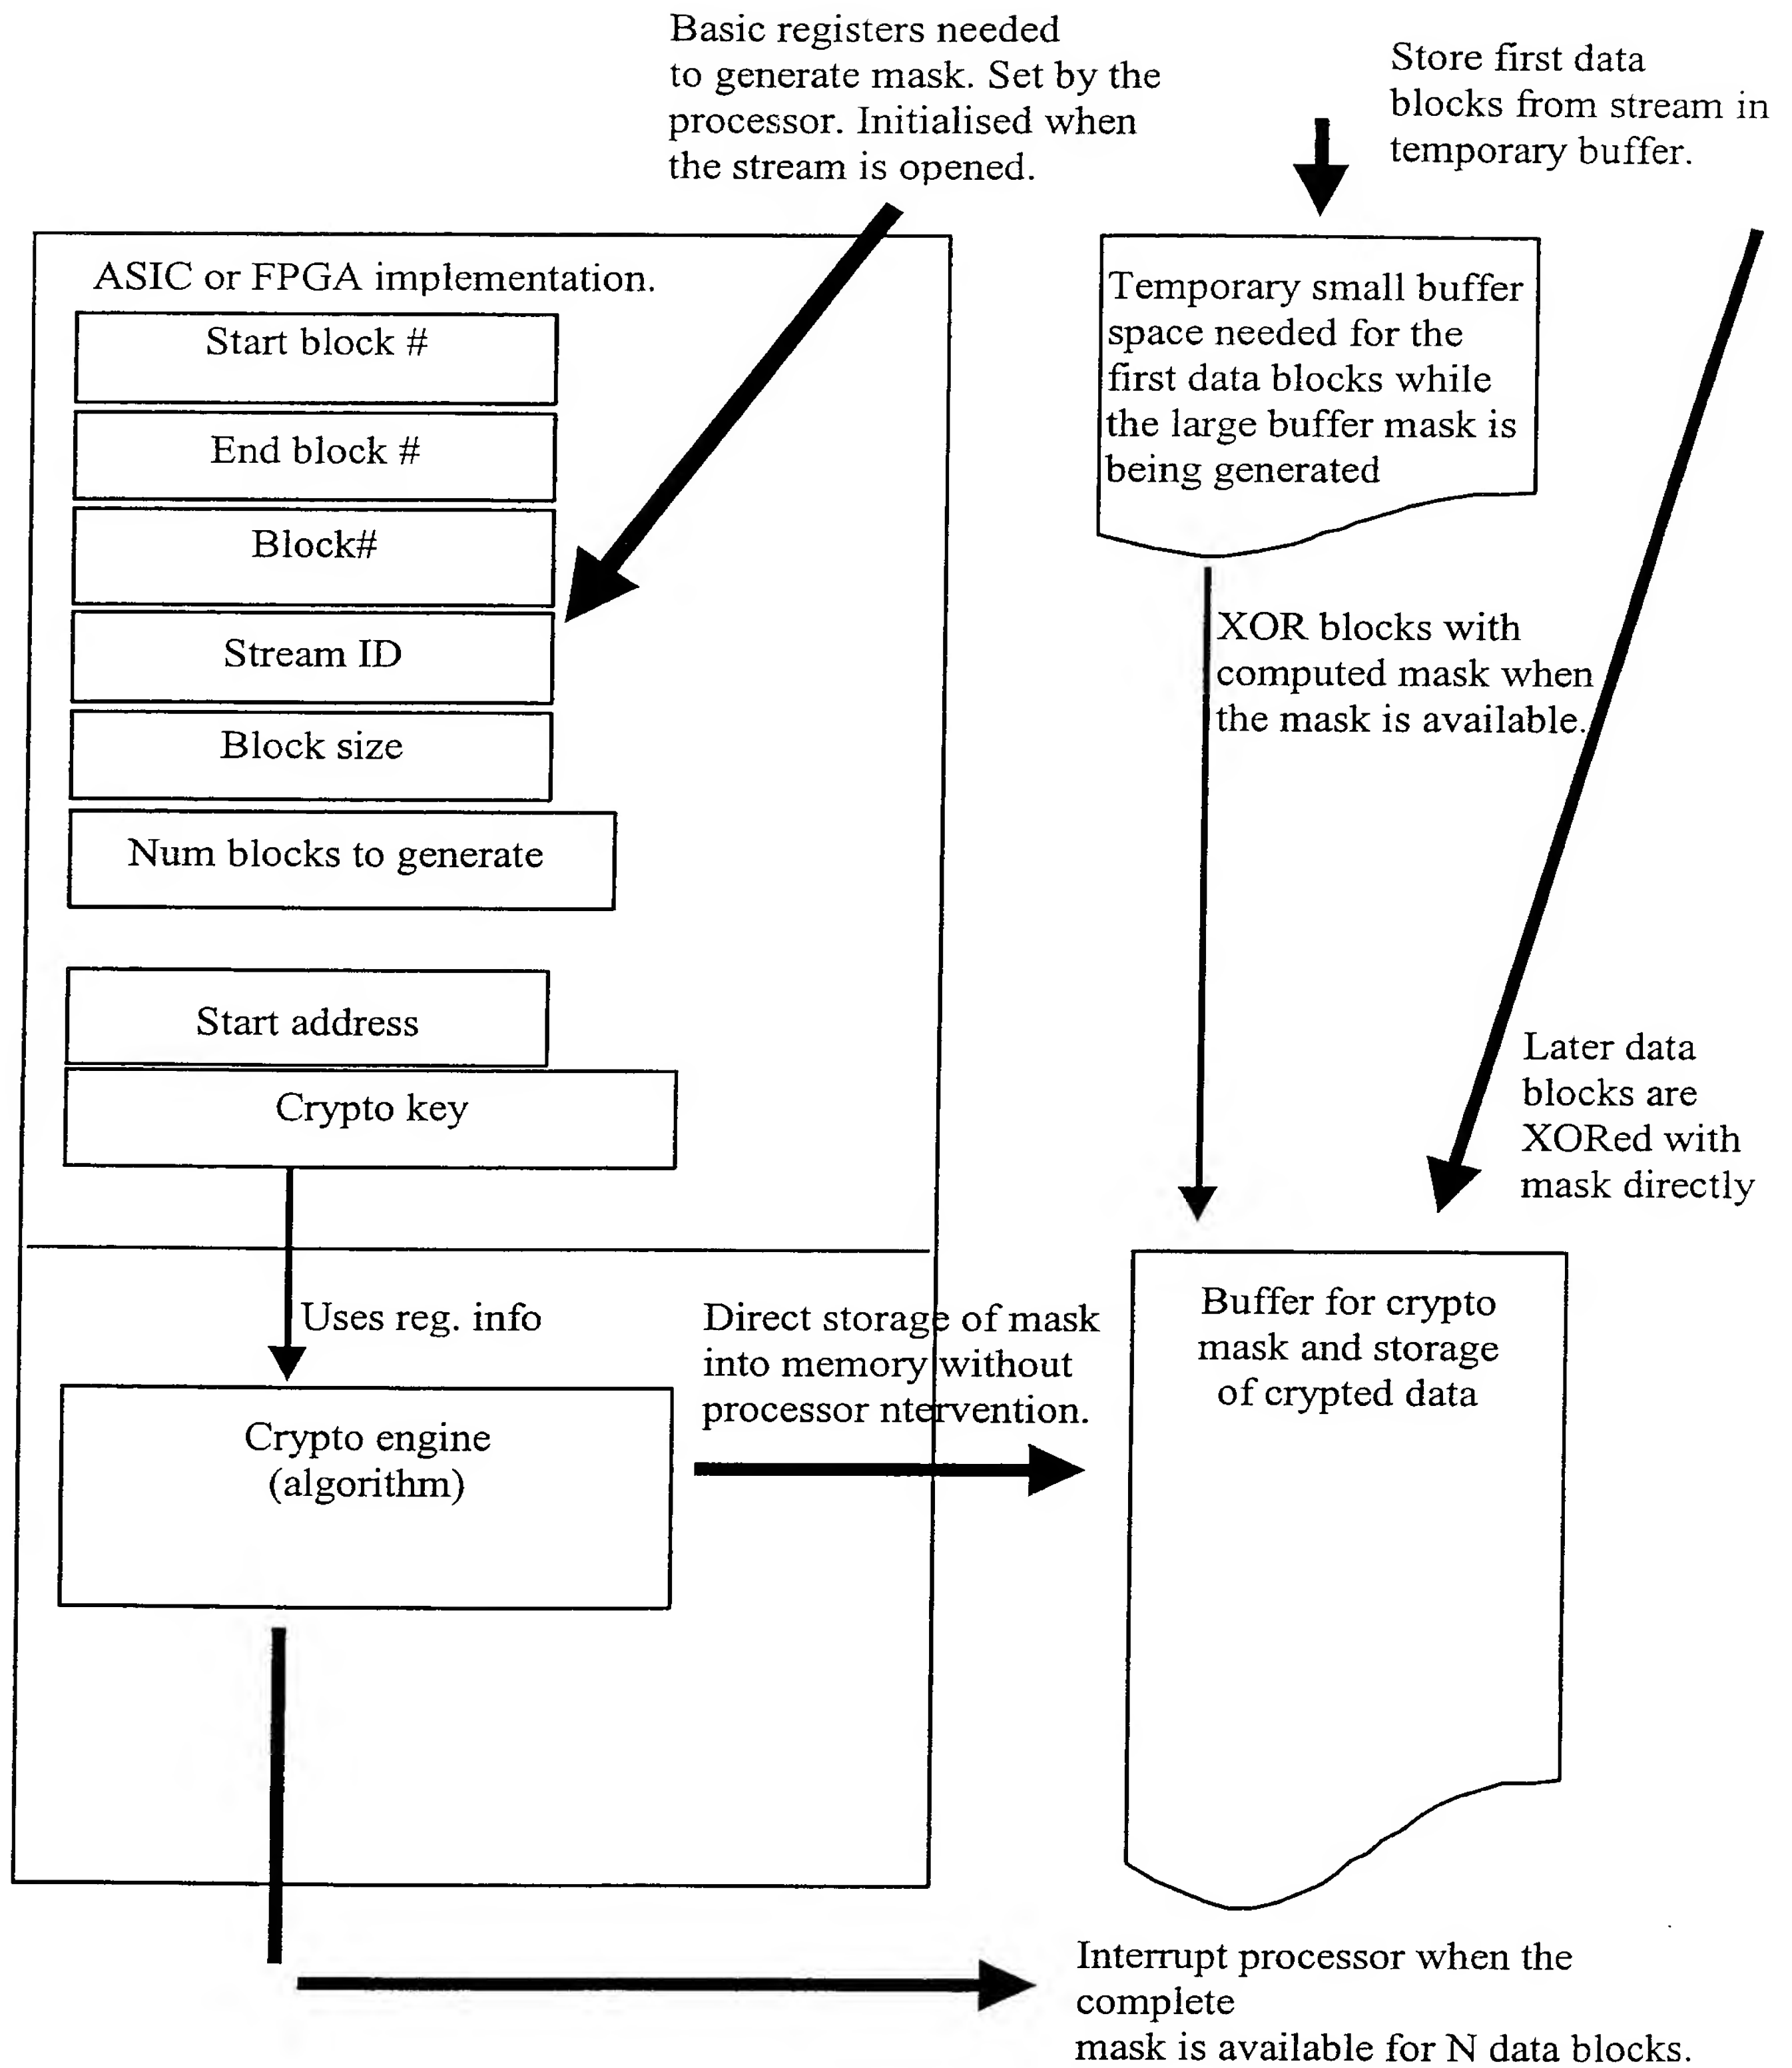 Basic registers needed
to generate mask. Set by the
processor. Initialised when
the stream is opened.
Store first data
blocks from stream in
temporary buffer.
ASIC or FPGA implementation.
Start block #
End block #
Block#
Stream ID
Block size
Num blocks to generate
Start address
Crypto key
Temporary small buffer
space needed for the
first data blocks while
the large buffer mask is
being generated
XOR blocks with
computed mask when
the mask is available.
Later data
blocks are
XORed with
mask directly
Uses reg. info
Direct storage of mask
into memory without
processor ntervention.
Crypto engine
(algorithm)
Buffer for crypto
mask and storage
of crypted data
Interrupt processor when the
complete
mask is available for N data blocks.